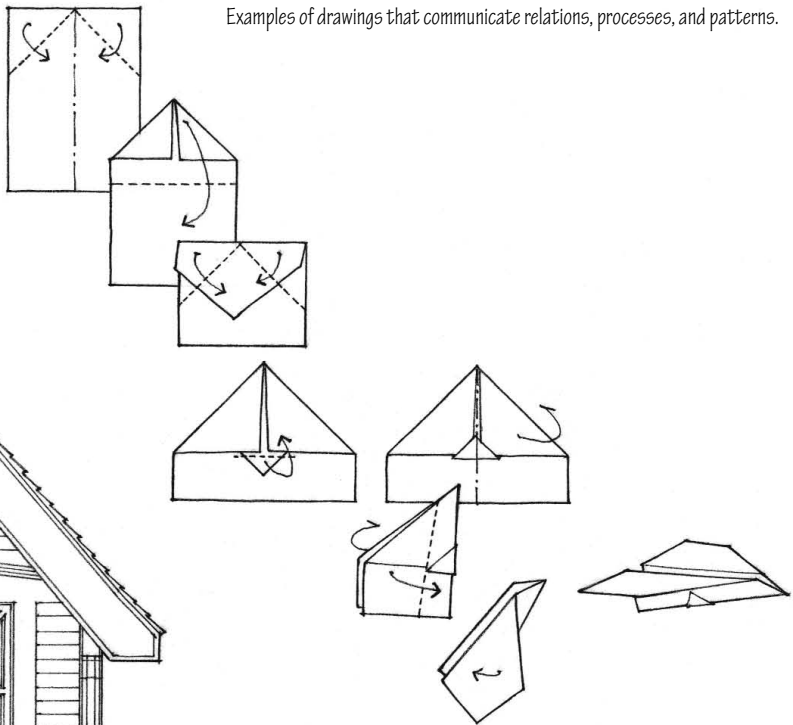 Examples of drawings that communicate relations, processes, and patterns.